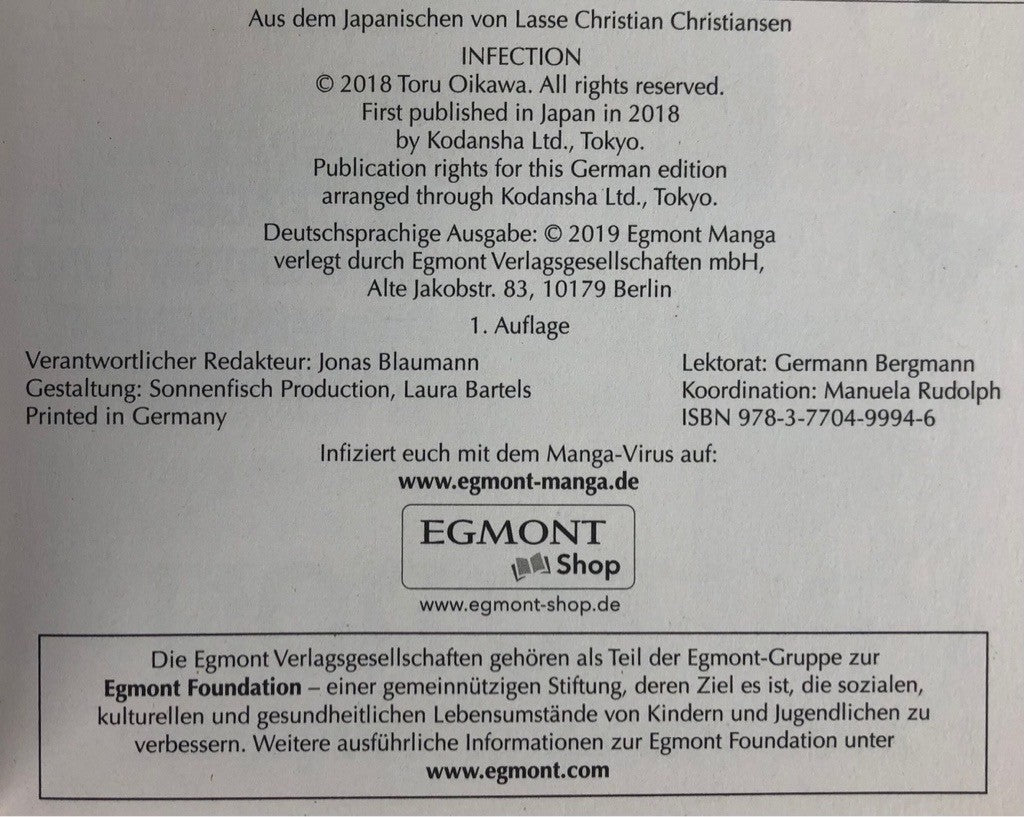 Aus dem Japanischen von Lasse Christian Christiansen
INFECTION
© 2018 Toru Oikawa. All rights reserved.
First published in Japan in 2018
by Kodansha Ltd., Tokyo.
Publication rights for this German edition
arranged through Kodansha Ltd., Tokyo.
Deutschsprachige Ausgabe: © 2019 Egmont Manga
verlegt durch Egmont Verlagsgesellschaften mbH,
Alte Jakobstr. 83, 10179 Berlin
1. Auflage
Verantwortlicher Redakteur: Jonas Blaumann
Gestaltung: Sonnenfisch Production, Laura Bartels
Printed in Germany
Lektorat: Germann Bergmann
Koordination: Manuela Rudolph
ISBN 978-3-7704-9994-6
Infiziert euch mit dem Manga-Virus auf:
www.egmont-manga.de
EGMONT
Shop
www.egmont-shop.de
Die Egmont Verlagsgesellschaften gehören als Teil der Egmont-Gruppe zur
Egmont Foundation – einer gemeinnützigen Stiftung, deren Ziel es ist, die sozialen,
kulturellen und gesundheitlichen Lebensumstände von Kindern und Jugendlichen zu
verbessern. Weitere ausführliche Informationen zur Egmont Foundation unter
www.egmont.com